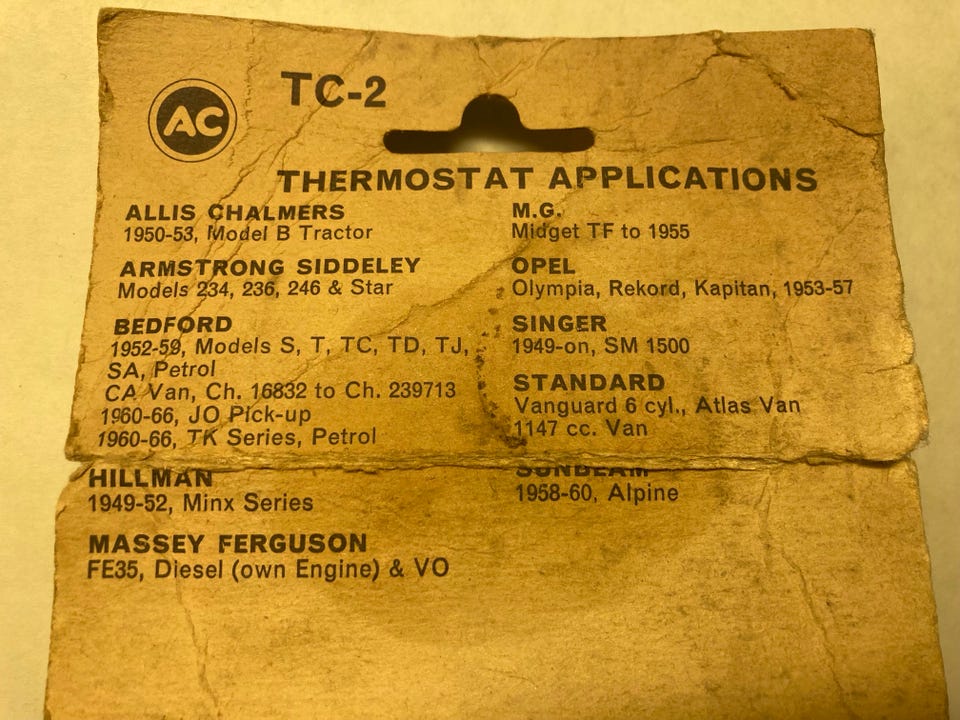 AC
TC-2
THERMOSTAT APPLICATIONS
ALLIS CHALMERS
1950-53, Model B Tractor
ARMSTRONG SIDDELEY
Models 234, 236, 246 & Star
BEDFORD
1952-59, Models S, T, TC, TD, TJ,
SA, Petrol
CA Van, Ch. 16832 to Ch. 239713
1960-66, JO Pick-up
1960-66, TK Series, Petrol
HILLMAN
1949-52, Minx Series
MASSEY FERGUSON
FE35, Diesel (own Engine) & VO
M.G.
Midget TF to 1955
OPEL
Olympia, Rekord, Kapitan, 1953-57
SINGER
1949-on, SM 1500
STANDARD
Vanguard 6 cyl., Atlas Van
1147 cc. Van
SUNBEAM
1958-60, Alpine